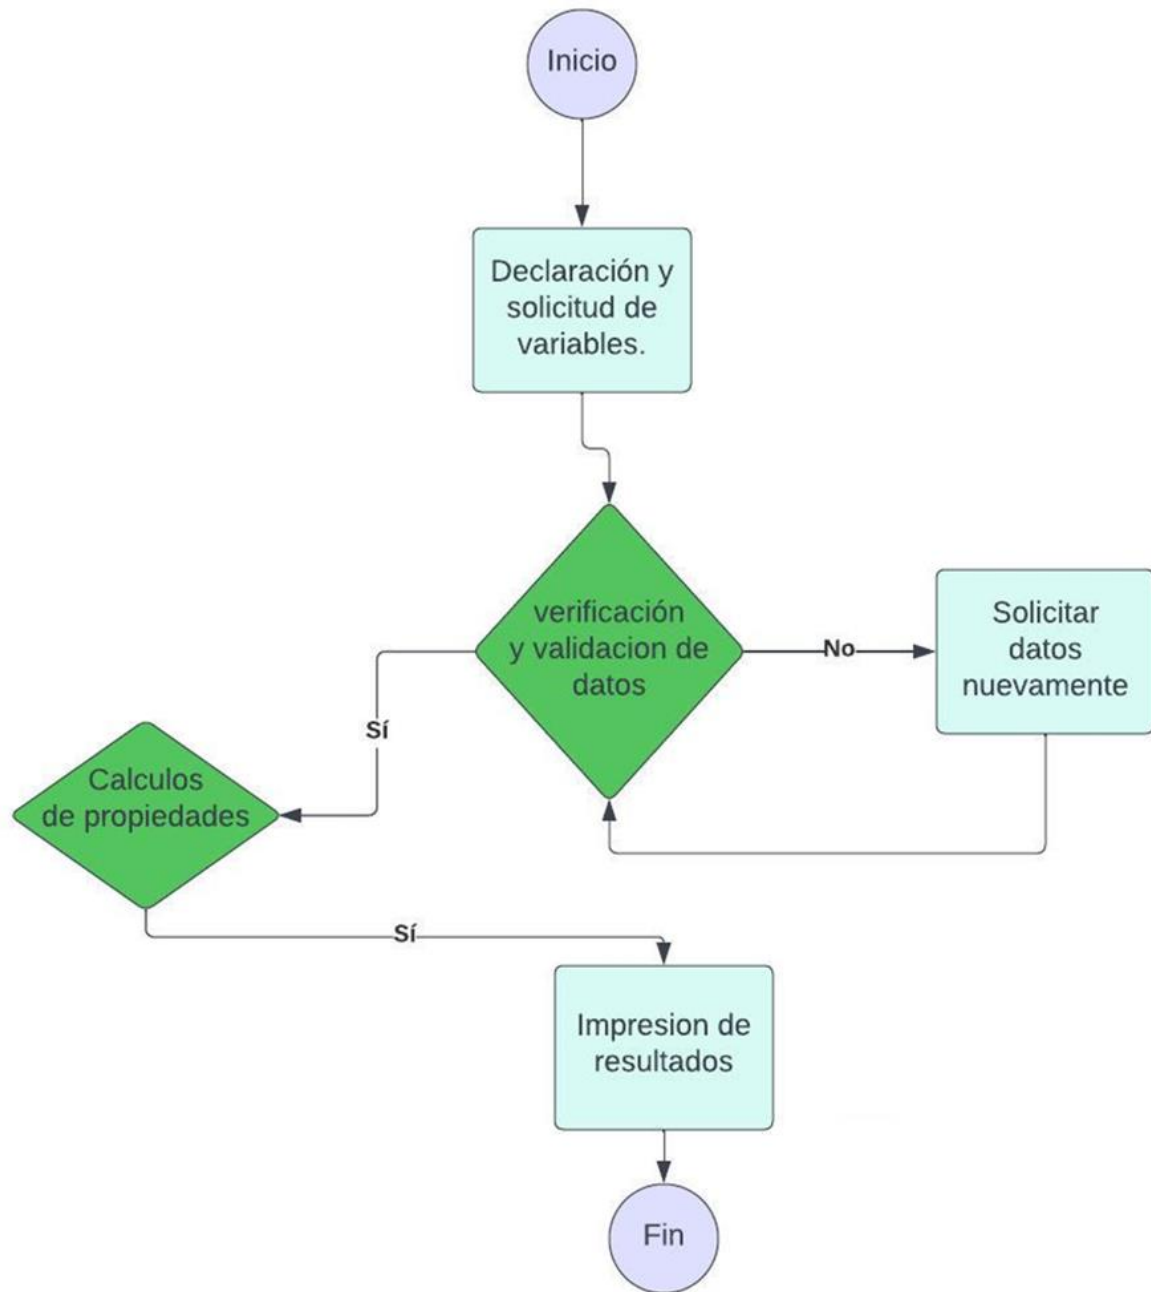 Inicio
Declaración y
solicitud de
variables.
verificación
y validacion de
datos
No
Solicitar
datos
nuevamente
Sí
Calculos
de propiedades
Sí
Impresion de
resultados
Fin